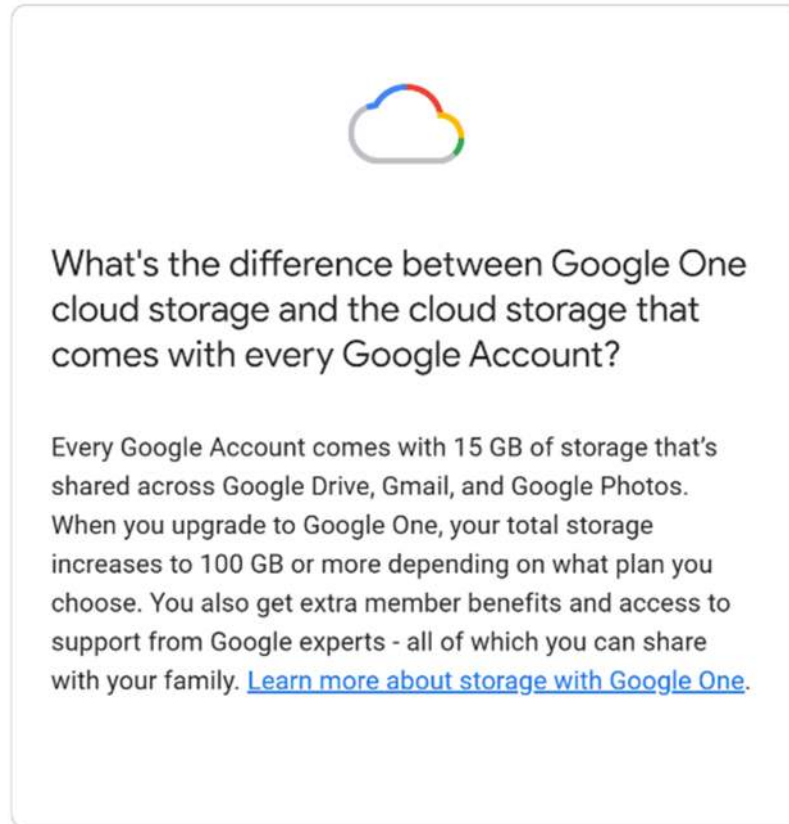 What's the difference between Google One
cloud storage and the cloud storage that
comes with every Google Account?
Every Google Account comes with 15 GB of storage that's
shared across Google Drive, Gmail, and Google Photos.
When you upgrade to Google One, your total storage
increases to 100 GB or more depending on what plan you
choose. You also get extra member benefits and access to
support from Google experts - all of which you can share
with your family. Learn more about storage with Google One.